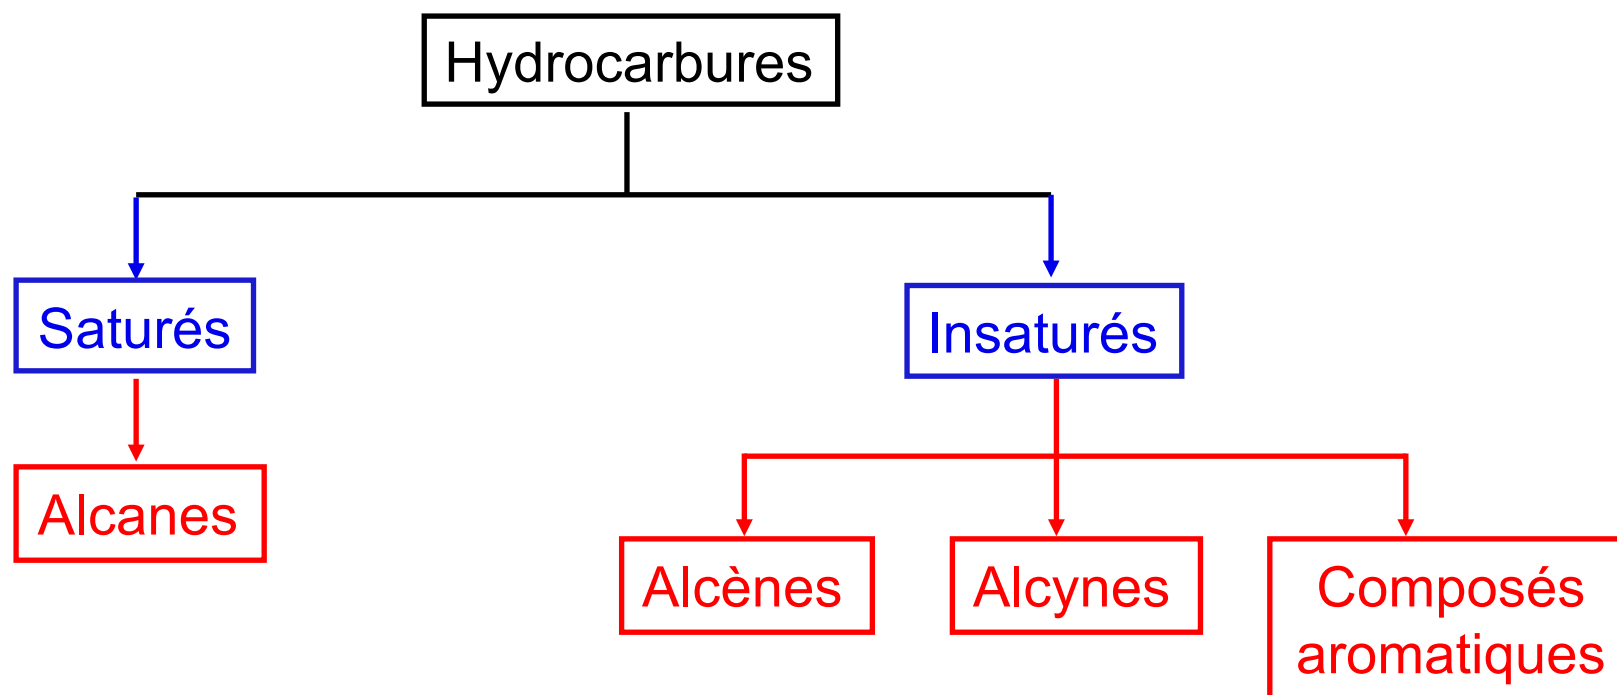 Hydrocarbures
Saturés
Insaturés
Alcanes
Alcènes
Alcynes
Composés
aromatiques